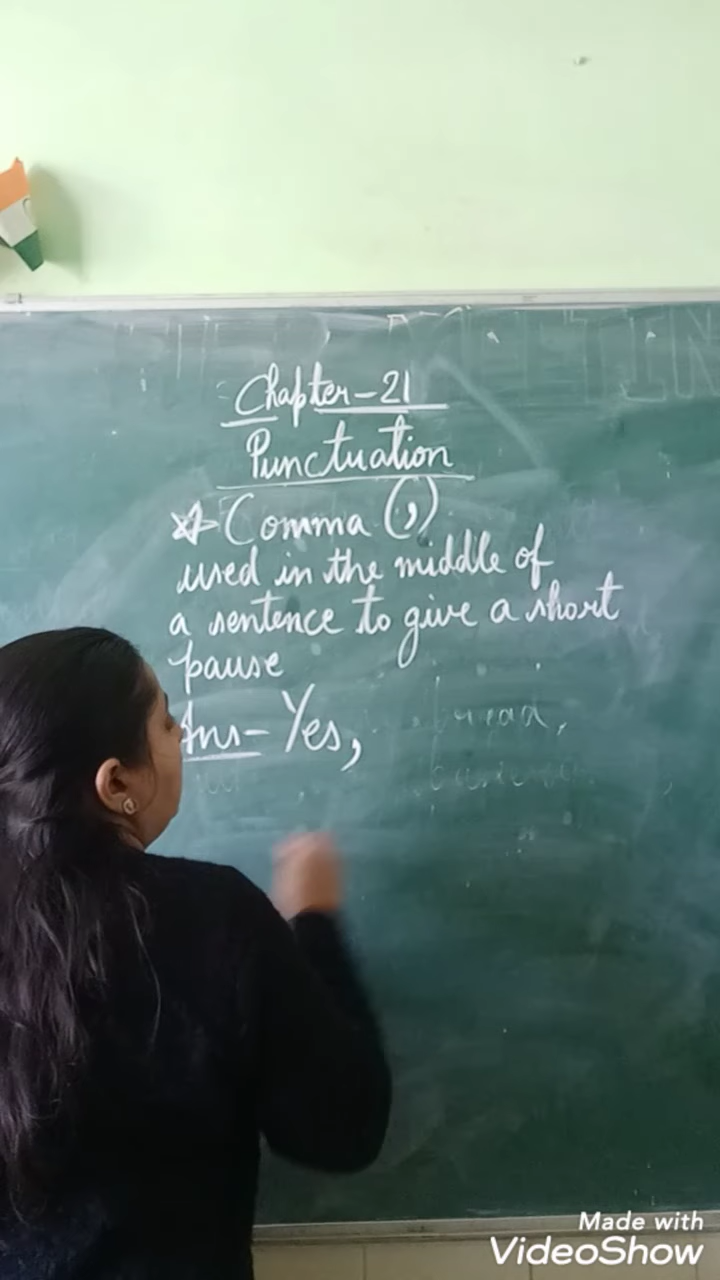 Chapter-21
Punctuation
Comma (,)
used in the middle of
a sentence to give a short
pause
Ans- Yes,
bread,
Made with
VideoShow